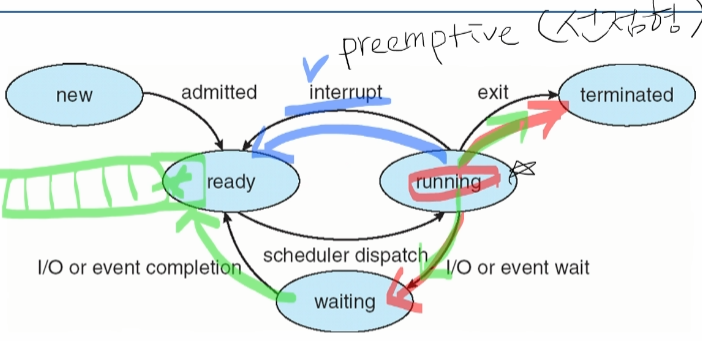 preemptive (선점형)
new
admitted
interrupt
exit
terminated
ready
running
I/O or event completion
scheduler dispatch
I/O or event wait
waiting